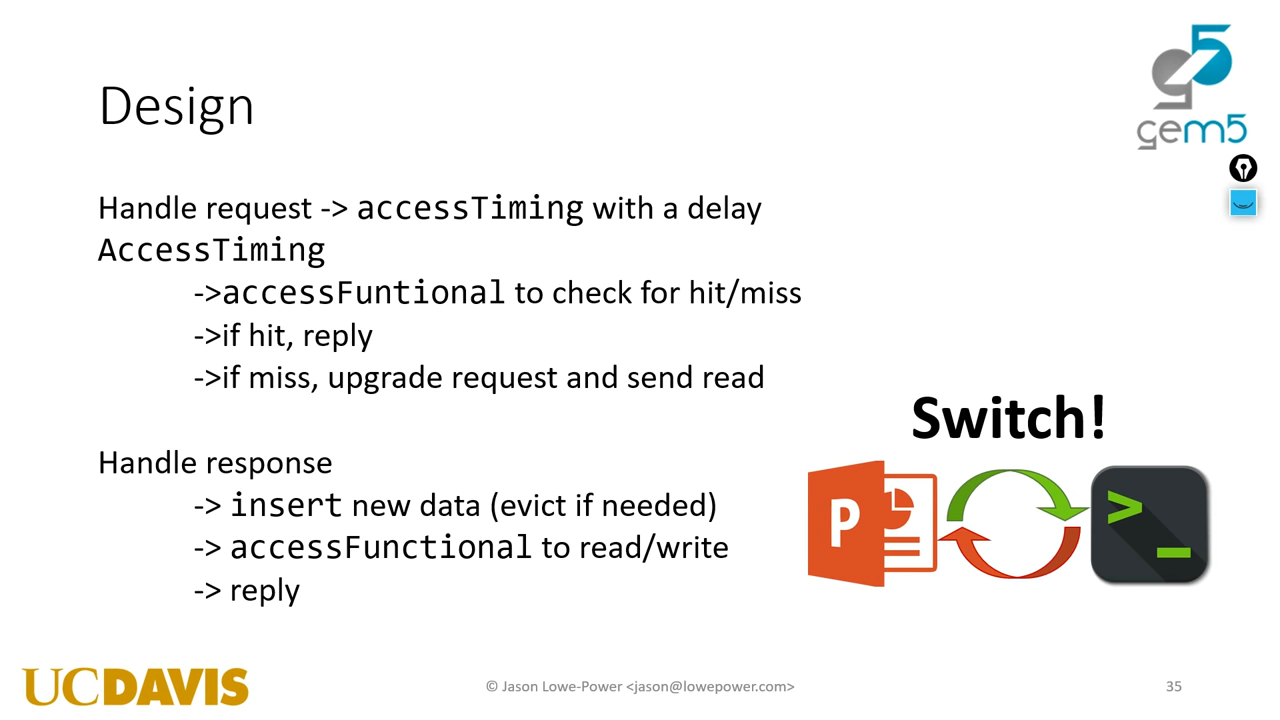 Design
gem5
Handle request -> accessTiming with a delay
AccessTiming
->accessFuntional to check for hit/miss
->if hit, reply
->if miss, upgrade request and send read
Switch!
Handle response
-> insert new data (evict if needed)
-> accessFunctional to read/write
-> reply
P
>_
UCDAVIS
© Jason Lowe-Power <jason@lowepower.com>
35